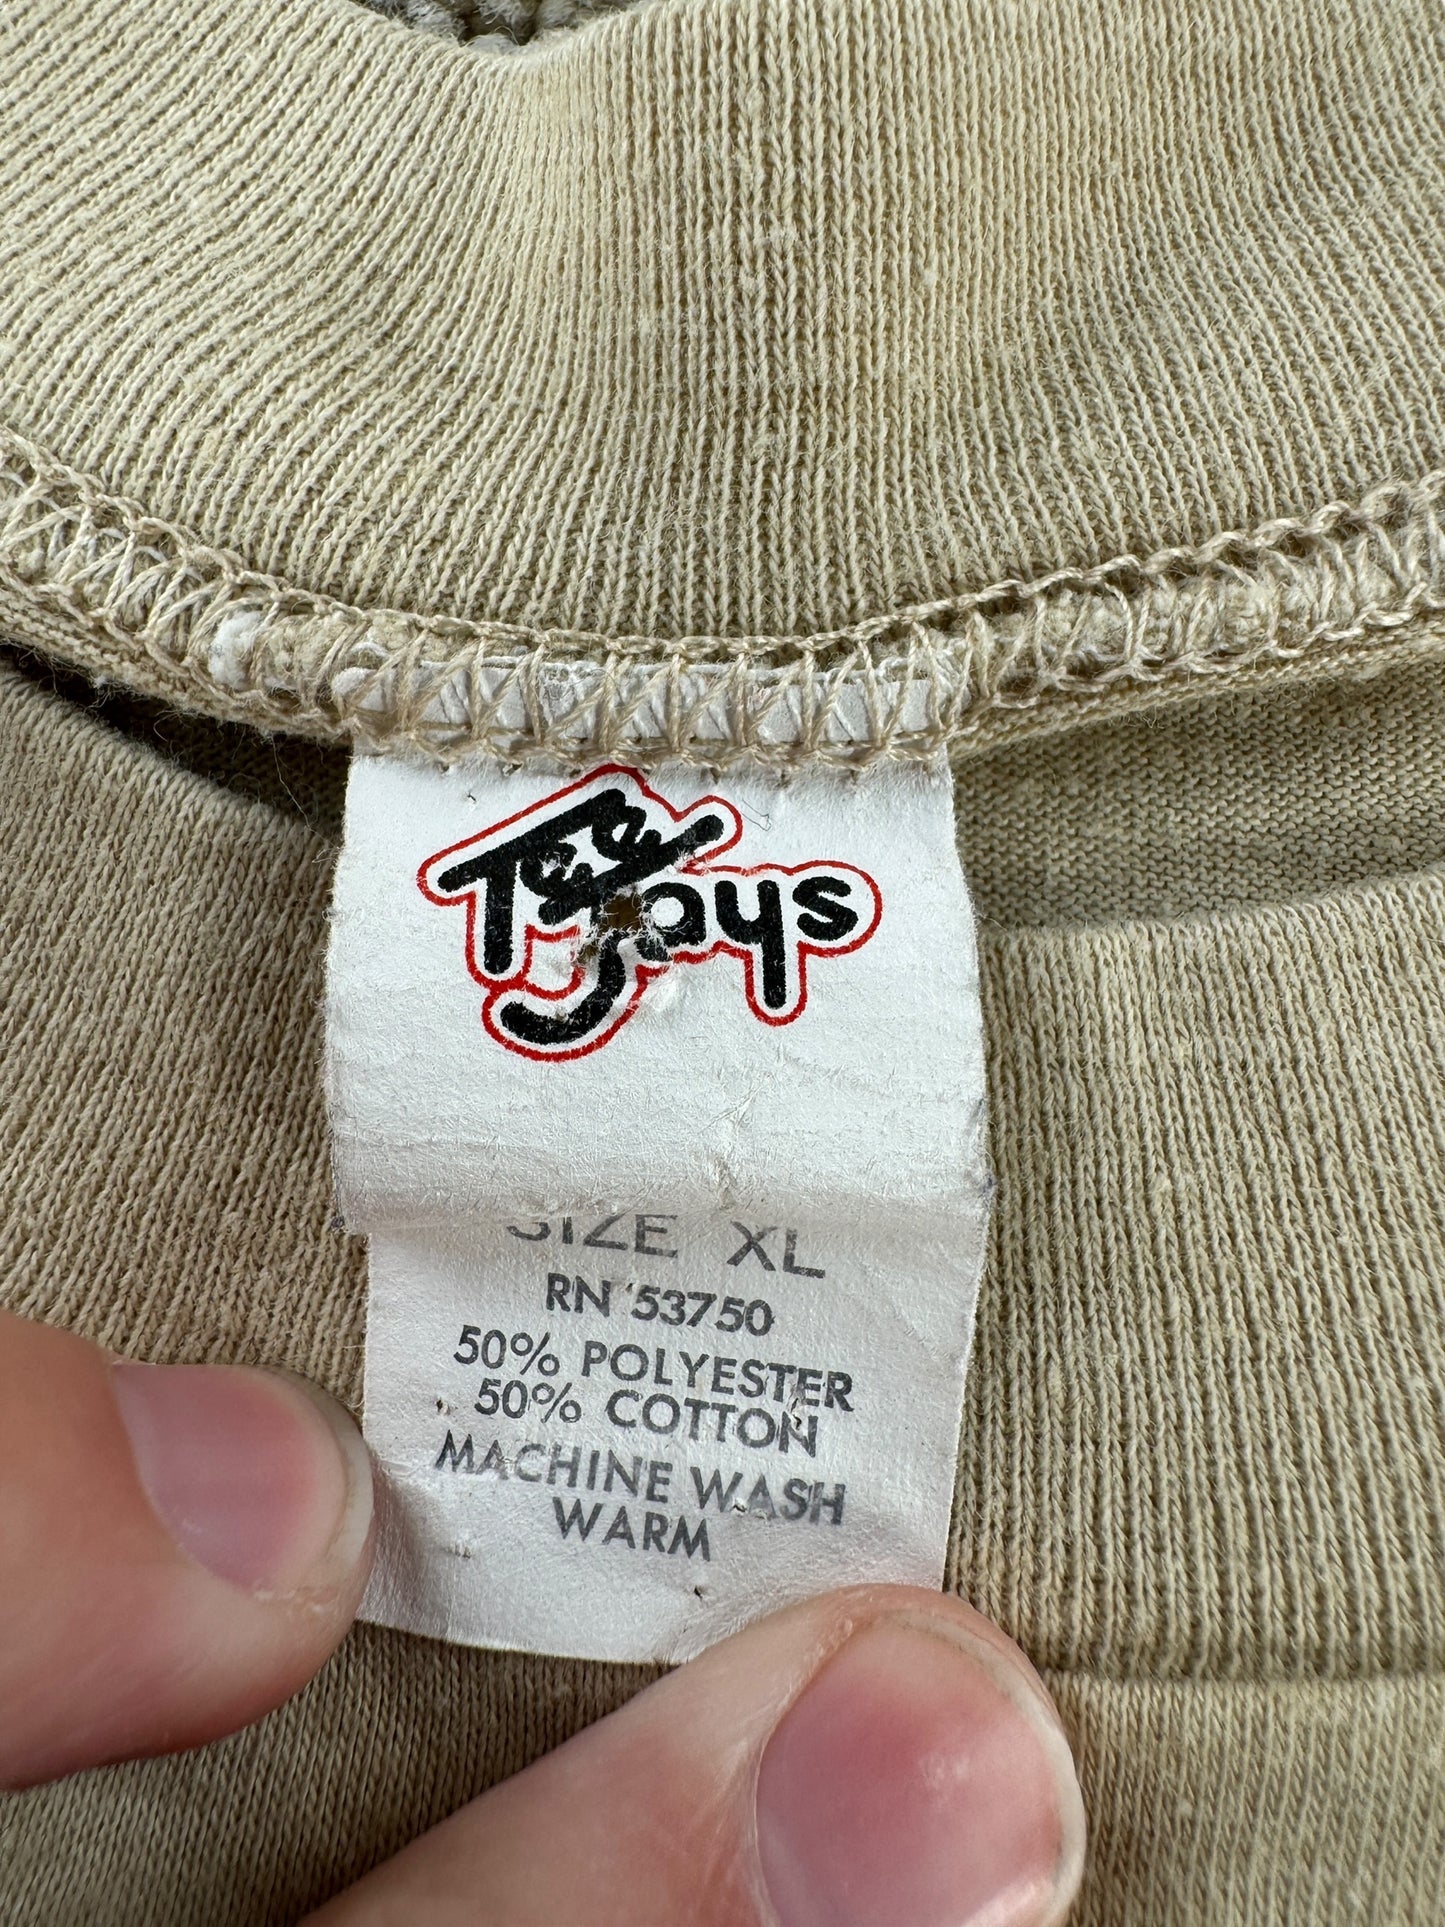 Tee
Jays
SIZE XL
RN 53750
50% POLYESTER
50% COTTON
MACHINE WASH
WARM